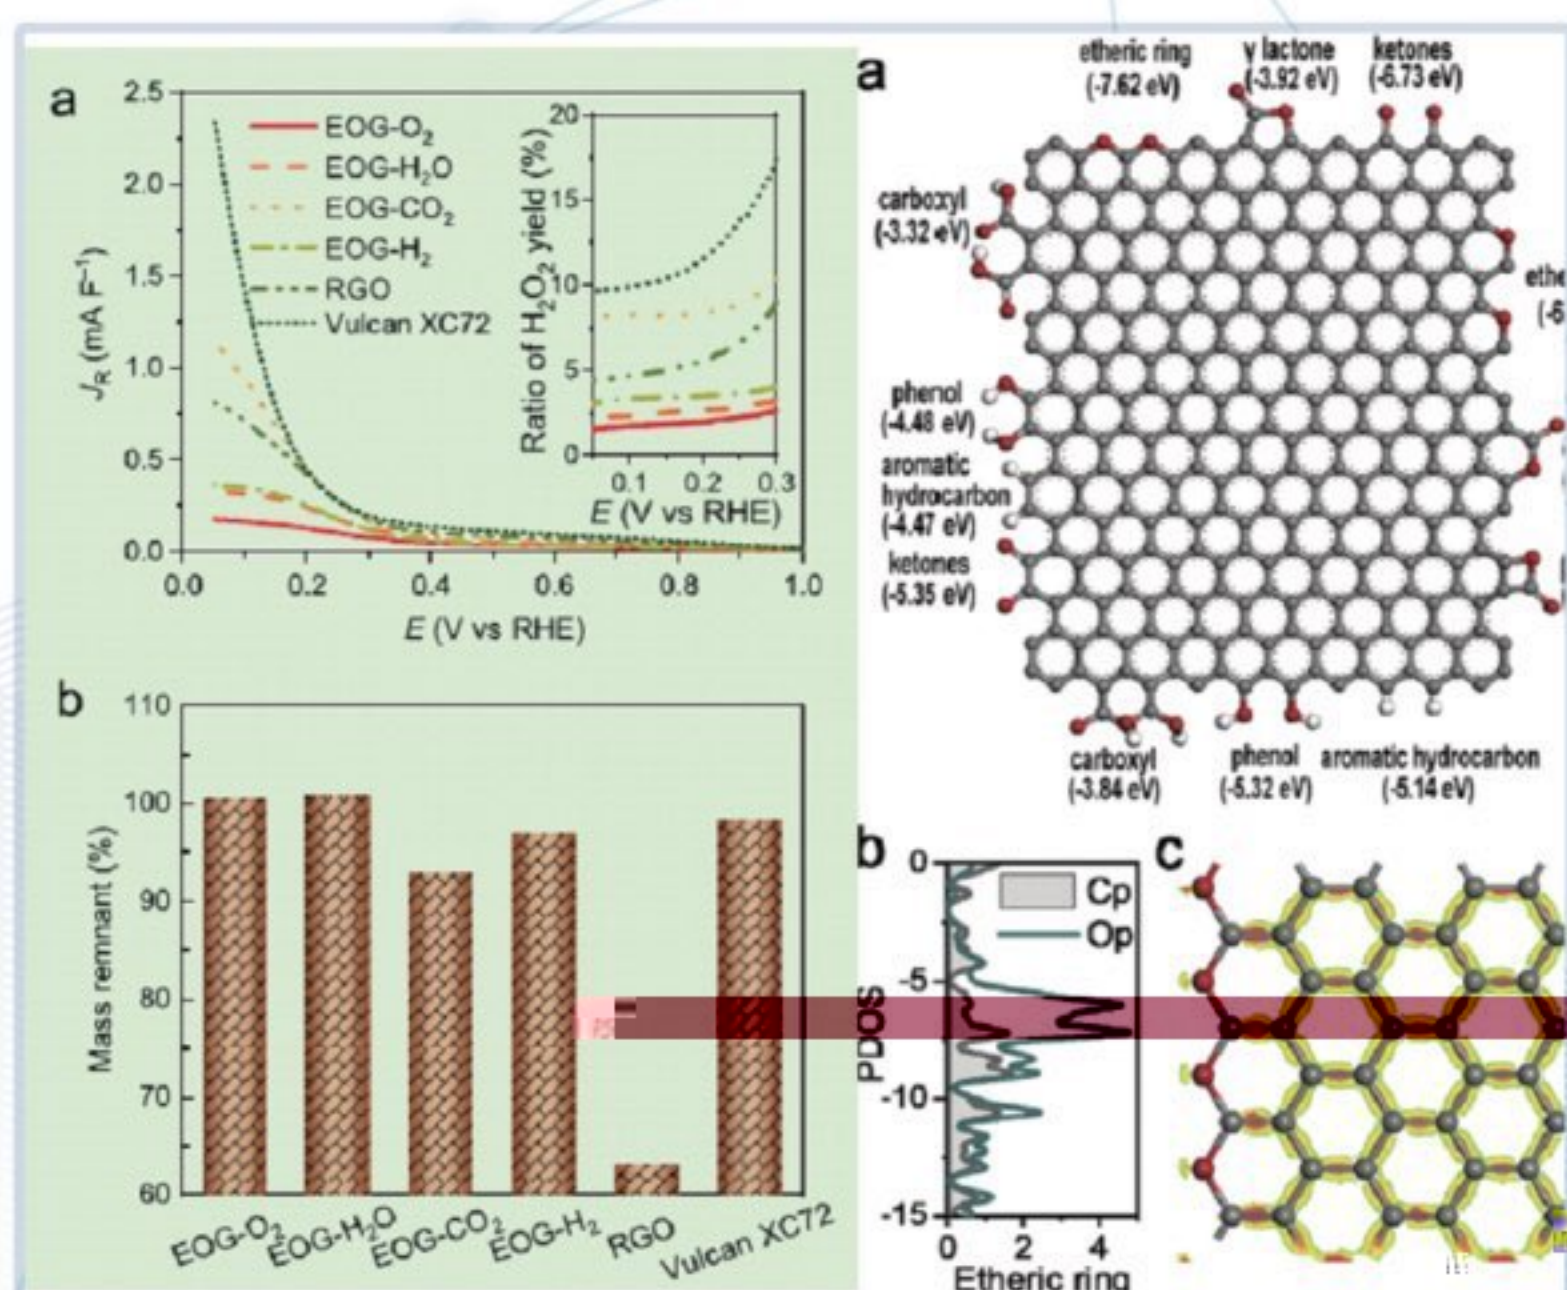 a
2.5
2.0
1.5
1.0
0.5
0.0
J_R (mA F⁻¹)
EOG-O₂
EOG-H₂O
EOG-CO₂
EOG-H₂
RGO
Vulcan XC72
0.0 0.2 0.4 0.6 0.8 1.0
E (V vs RHE)
20
15
10
5
0
Ratio of H₂O₂ yield (%)
0.1 0.2 0.3
E (V vs RHE)
b
110
100
90
80
70
60
Mass remnant (%)
EOG-O₂ EOG-H₂O EOG-CO₂ EOG-H₂ RGO Vulcan XC72
a
etheric ring
(-7.62 eV)
γ lactone
(-3.92 eV)
ketones
(-6.73 eV)
carboxyl
(-3.32 eV)
ethe
(-6
phenol
(-4.48 eV)
aromatic
hydrocarbon
(-4.47 eV)
ketones
(-5.35 eV)
carboxyl
(-3.84 eV)
phenol
(-5.32 eV)
aromatic hydrocarbon
(-5.14 eV)
b
0
-5
-10
-15
PDOS
Cp
Op
0 2 4
Etheric ring
c